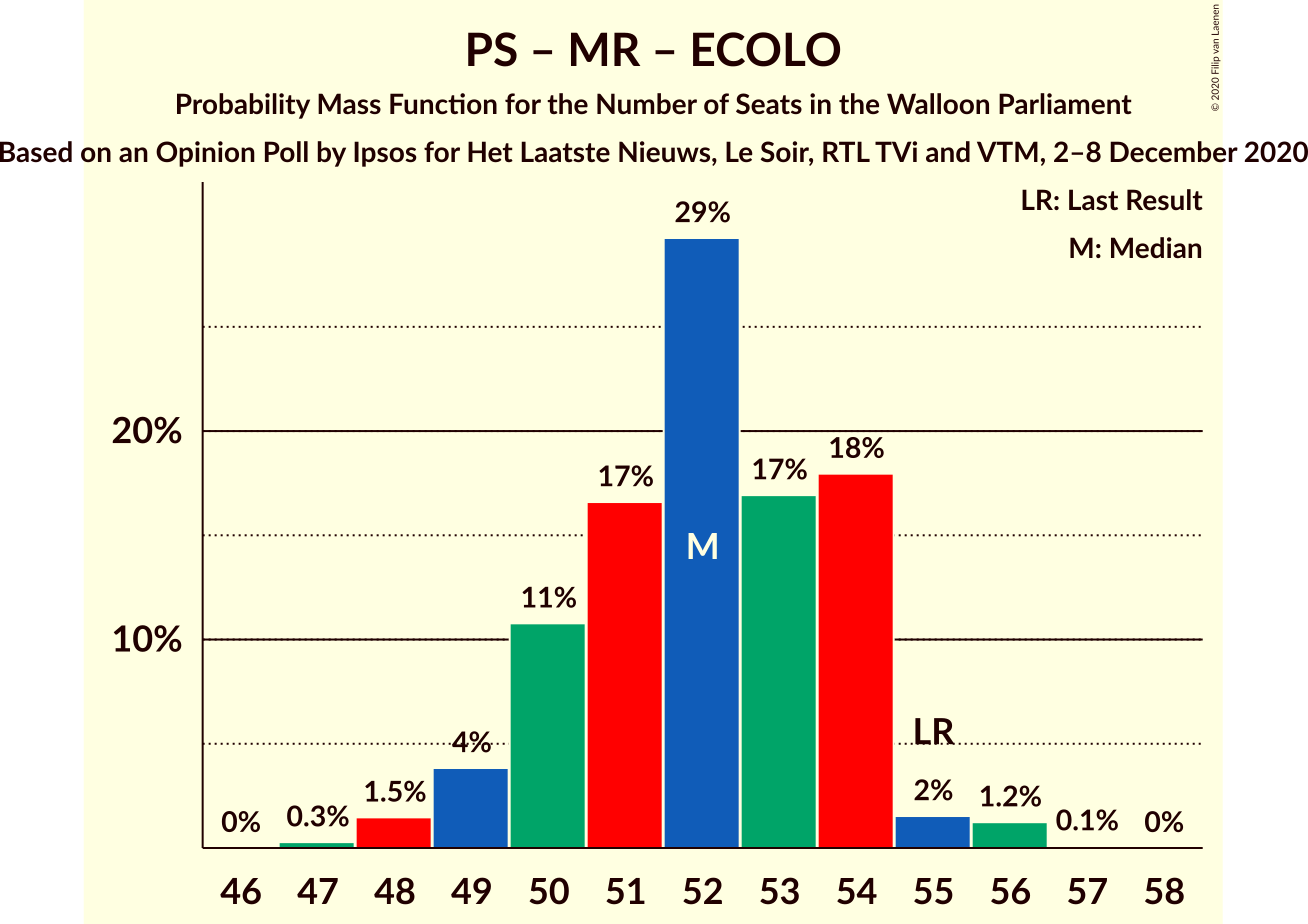 PS – MR – ECOLO
Probability Mass Function for the Number of Seats in the Walloon Parliament
Based on an Opinion Poll by Ipsos for Het Laatste Nieuws, Le Soir, RTL TVi and VTM, 2–8 December 2020
© 2020 Filip van Laenen
LR: Last Result
M: Median
29%
20%
18%
17%
17%
M
11%
10%
LR
4%
2%
1.5%
1.2%
0.3%
0.1%
0%
0%
46 47 48 49 50 51 52 53 54 55 56 57 58